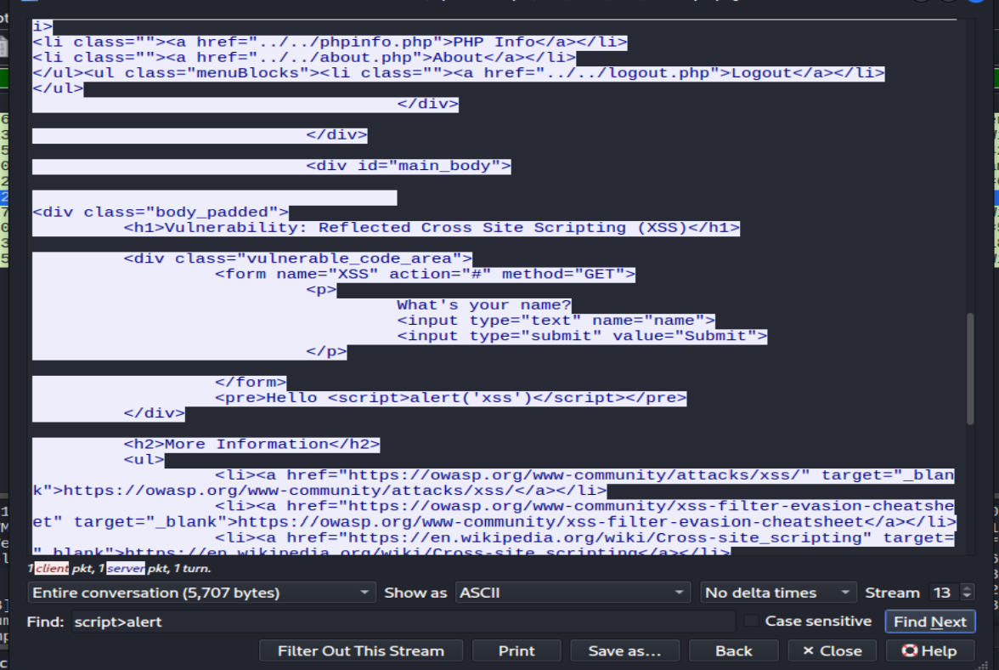 i>
<li class=""><a href="../../phpinfo.php">PHP Info</a></li>
<li class=""><a href="../../about.php">About</a></li>
</ul><ul class="menuBlocks"><li class=""><a href="../../logout.php">Logout</a></li>
</ul>
</div>
</div>
<div id="main_body">
<div class="body_padded">
<h1>Vulnerability: Reflected Cross Site Scripting (XSS)</h1>
<div class="vulnerable_code_area">
<form name="XSS" action="#" method="GET">
<p>
What's your name?
<input type="text" name="name">
<input type="submit" value="Submit">
</p>
</form>
<pre>Hello <script>alert('xss')</script></pre>
</div>
<h2>More Information</h2>
<ul>
<li><a href="https://owasp.org/www-community/attacks/xss/" target="_blan
k">https://owasp.org/www-community/attacks/xss/</a></li>
<li><a href="https://owasp.org/www-community/xss-filter-evasion-cheatshe
et" target="_blank">https://owasp.org/www-community/xss-filter-evasion-cheatsheet</a></li>
<li><a href="https://en.wikipedia.org/wiki/Cross-site_scripting" target=
"_blank">https://en.wikipedia.org/wiki/Cross-site_scripting</a></li>
1 client pkt, 1 server pkt, 1 turn.
Entire conversation (5,707 bytes) Show as ASCII No delta times Stream 13
Find: script>alert Case sensitive Find Next
Filter Out This Stream Print Save as… Back × Close Help